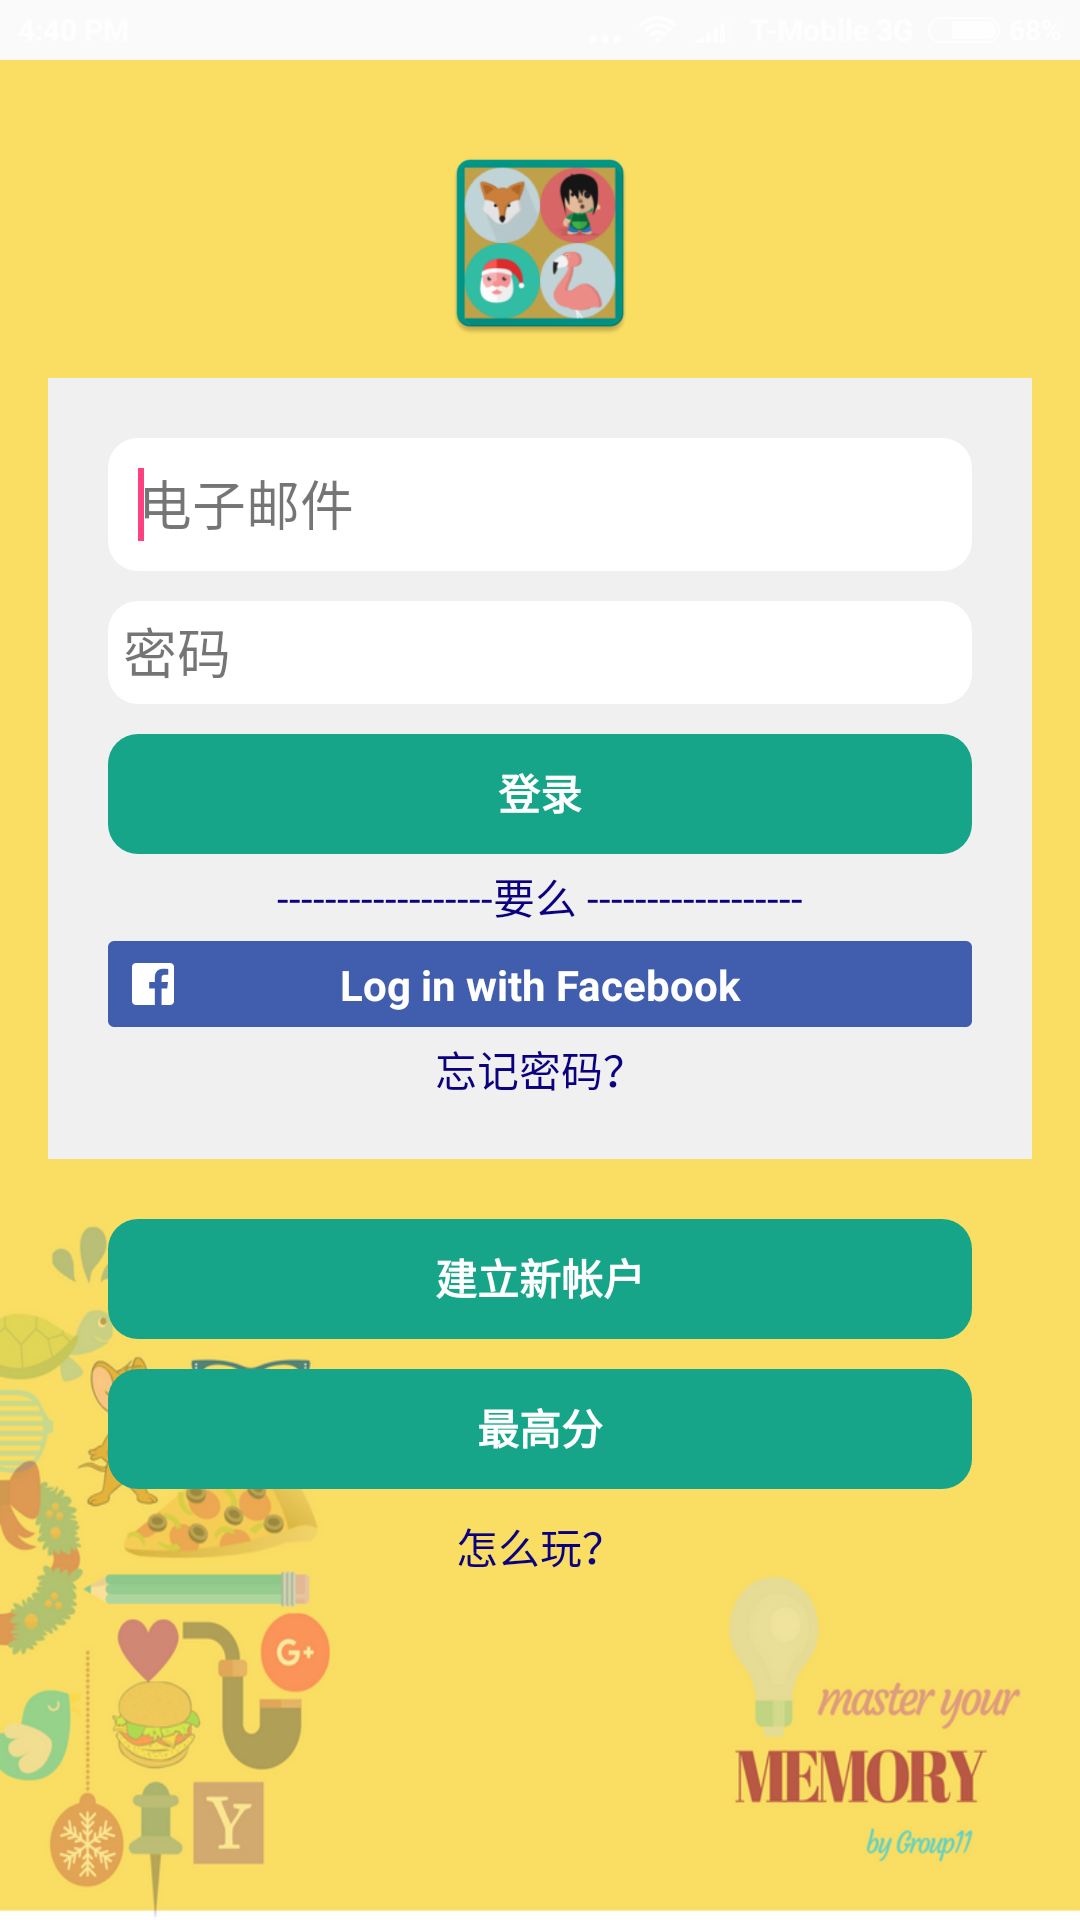 4:40 PM
... T-Mobile 3G 68%
电子邮件
密码
登录
------------------要么 ------------------
Log in with Facebook
忘记密码?
建立新帐户
最高分
怎么玩?
G+
Y
master your
MEMORY
by Group11